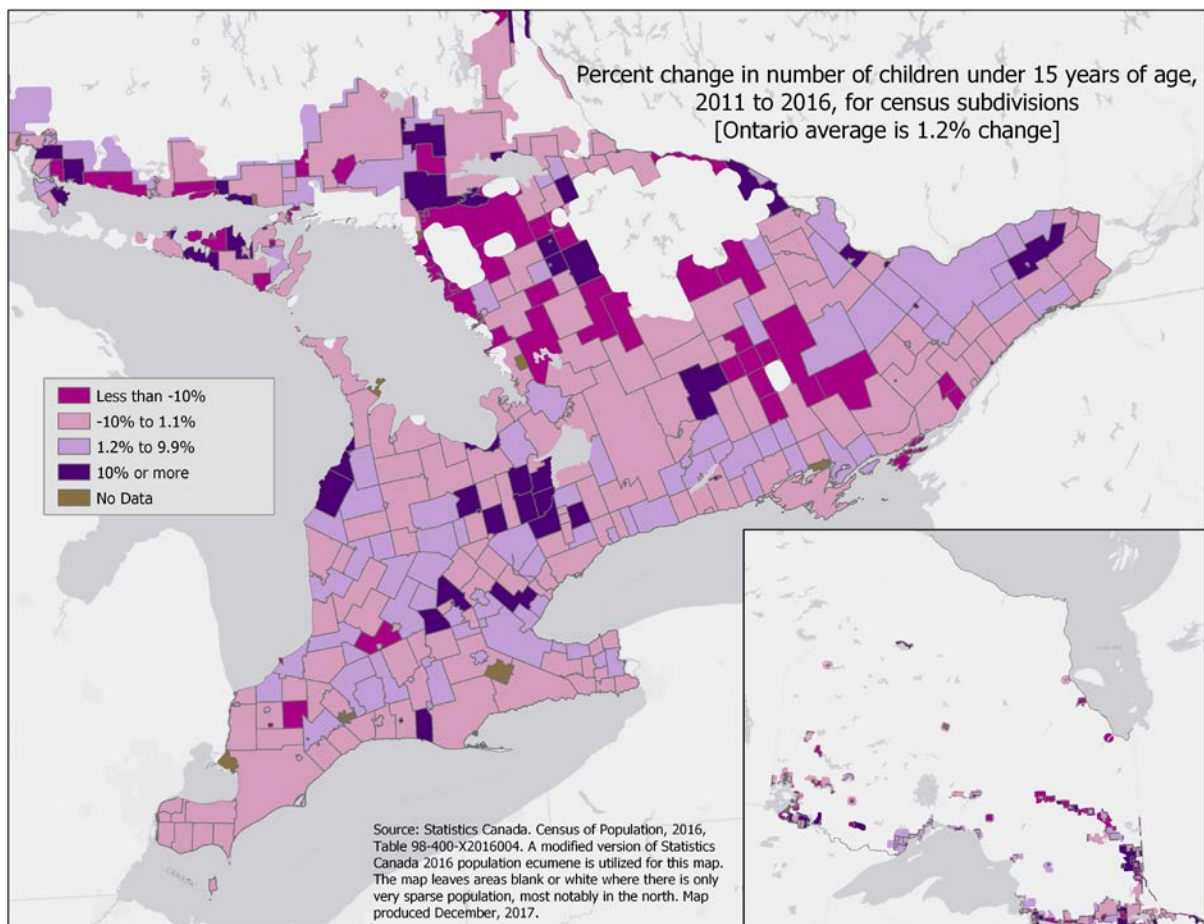 Percent change in number of children under 15 years of age,
2011 to 2016, for census subdivisions
[Ontario average is 1.2% change]
Less than -10%
-10% to 1.1%
1.2% to 9.9%
10% or more
No Data
Source: Statistics Canada. Census of Population, 2016,
Table 98-400-X2016004. A modified version of Statistics
Canada 2016 population ecumene is utilized for this map.
The map leaves areas blank or white where there is only
very sparse population, most notably in the north. Map
produced December, 2017.